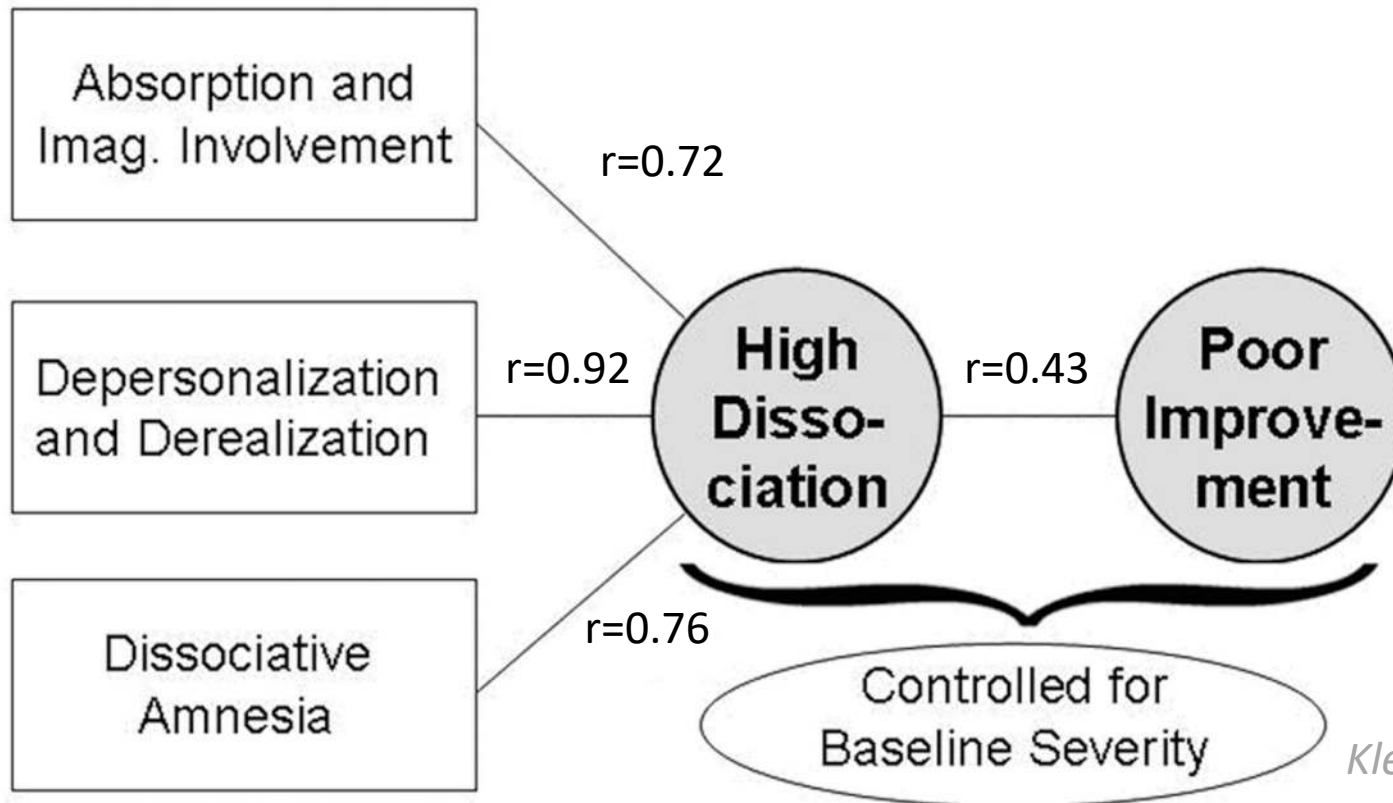 Absorption and
Imag. Involvement
r=0.72
Depersonalization
and Derealization
r=0.92
High
Disso-
ciation
r=0.43
Poor
Improve-
ment
Dissociative
Amnesia
r=0.76
Controlled for
Baseline Severity